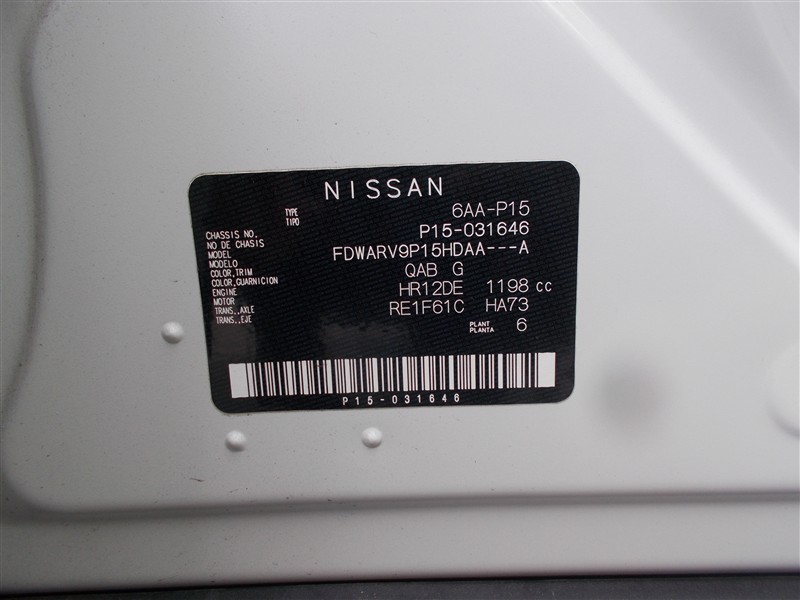 NISSAN
TYPE 6AA-P15
TIPO
CHASSIS NO. P15-031646
NO DE CHASIS
MODEL FDWARV9P15HDAA---A
MODELO
COLOR,TRIM QAB G
COLOR,GUARNICION
ENGINE HR12DE 1198 cc
MOTOR
TRANS.,AXLE RE1F61C HA73
TRANS.,EJE
PLANT 6
PLANTA
P15-031646